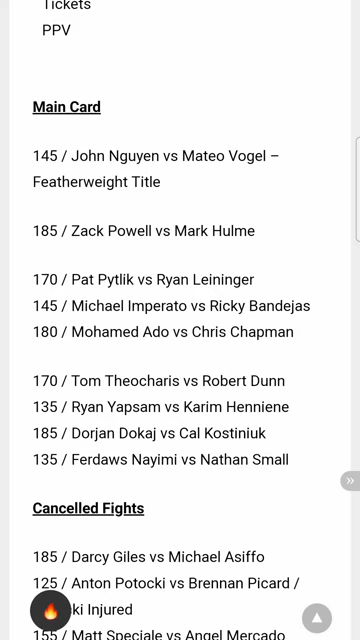 Tickets
PPV
Main Card
145 / John Nguyen vs Mateo Vogel –
Featherweight Title
185 / Zack Powell vs Mark Hulme
170 / Pat Pytlik vs Ryan Leininger
145 / Michael Imperato vs Ricky Bandejas
180 / Mohamed Ado vs Chris Chapman
170 / Tom Theocharis vs Robert Dunn
135 / Ryan Yapsam vs Karim Henniene
185 / Dorjan Dokaj vs Cal Kostiniuk
135 / Ferdaws Nayimi vs Nathan Small
Cancelled Fights
185 / Darcy Giles vs Michael Asiffo
125 / Anton Potocki vs Brennan Picard /
ki Injured
155 / Matt Speciale vs Angel Mercado